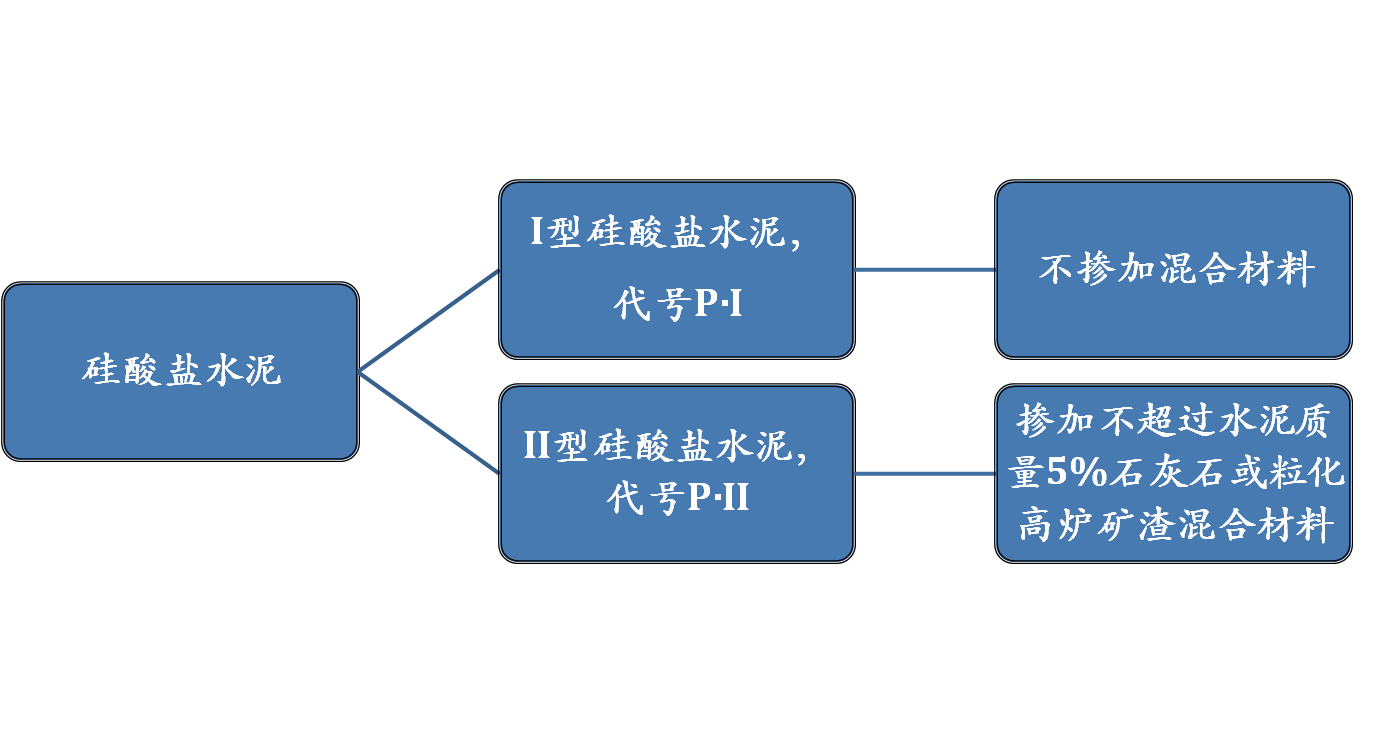 硅酸盐水泥
I型硅酸盐水泥，
代号P·I
不掺加混合材料
II型硅酸盐水泥，
代号P·II
掺加不超过水泥质
量5%石灰石或粒化
高炉矿渣混合材料